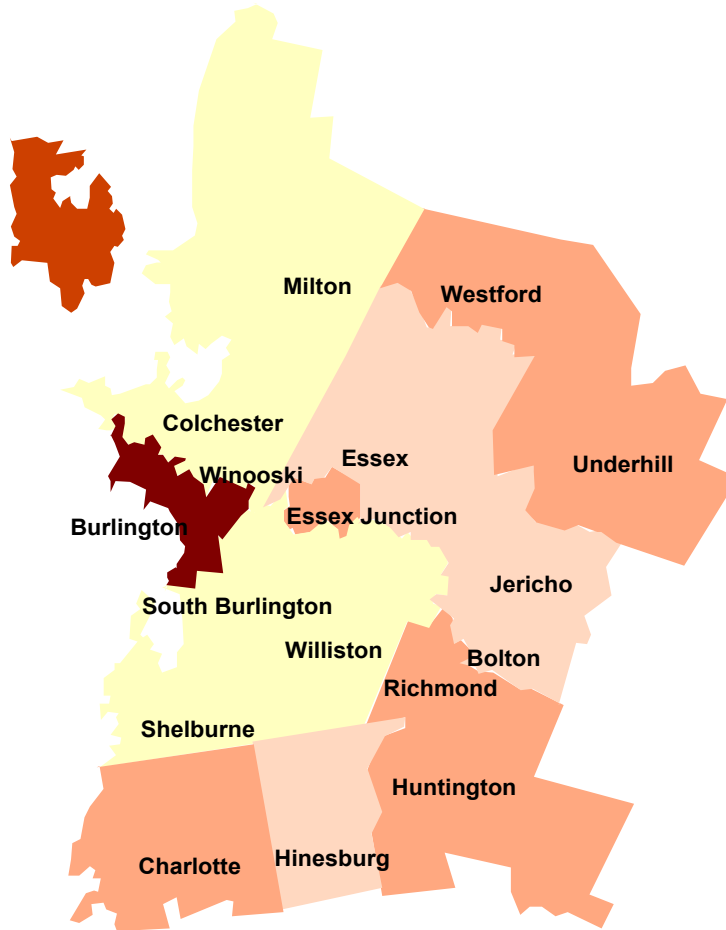 Milton
Westford
Colchester
Essex
Underhill
Winooski
Essex Junction
Burlington
Jericho
South Burlington
Williston
Bolton
Richmond
Shelburne
Huntington
Hinesburg
Charlotte